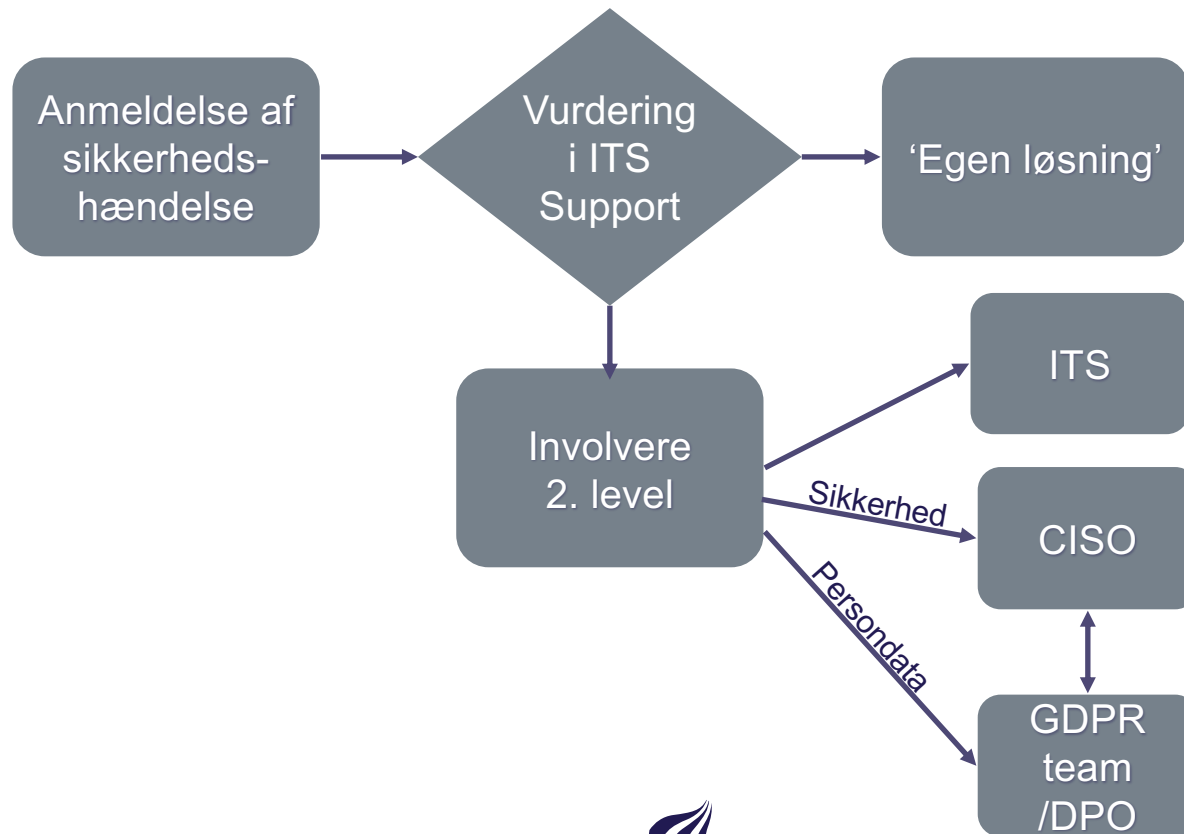 Anmeldelse af
sikkerheds-
hændelse
Vurdering
i ITS
Support
‘Egen løsning’
Involvere
2. level
ITS
Sikkerhed
CISO
Persondata
GDPR
team
/DPO